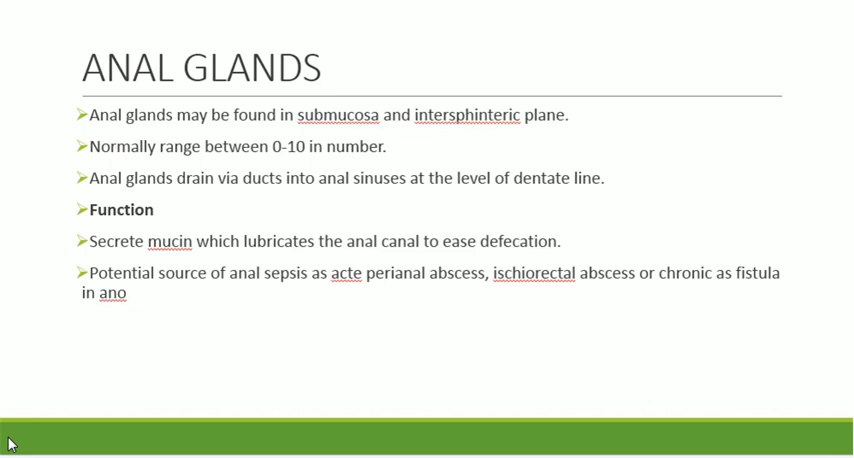 ANAL GLANDS
➢Anal glands may be found in submucosa and intersphinteric plane.
➢Normally range between 0-10 in number.
➢Anal glands drain via ducts into anal sinuses at the level of dentate line.
➢Function
➢Secrete mucin which lubricates the anal canal to ease defecation.
➢Potential source of anal sepsis as acte perianal abscess, ischiorectal abscess or chronic as fistula
in ano